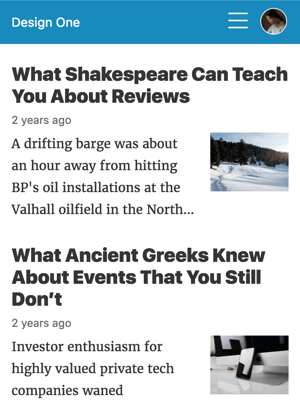 Design One
What Shakespeare Can Teach
You About Reviews
2 years ago
A drifting barge was about
an hour away from hitting
BP's oil installations at the
Valhall oilfield in the North...
What Ancient Greeks Knew
About Events That You Still
Don’t
2 years ago
Investor enthusiasm for
highly valued private tech
companies waned